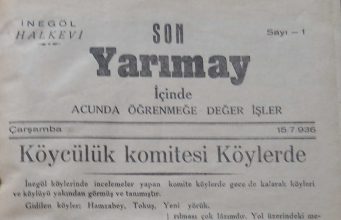 İNEGÖL
HALKEVİ
SON
Sayı — 1
Yarımay
İçinde
ACUNDA ÖĞRENMEĞE DEĞER İŞLER
Çarşamba
15.7.936
Köycülük komitesi Köylerde
İnegöl köylerinde incelemeler yapan komite köylerde gece de kalarak köyleri
ve köylüyü yakından görmüş ve tanımıştır.
Gidilen köyler: Hamzabey, Tokuş, Yeni yörük.
ılması çok lâzımdır. Yol üzerindeki me-